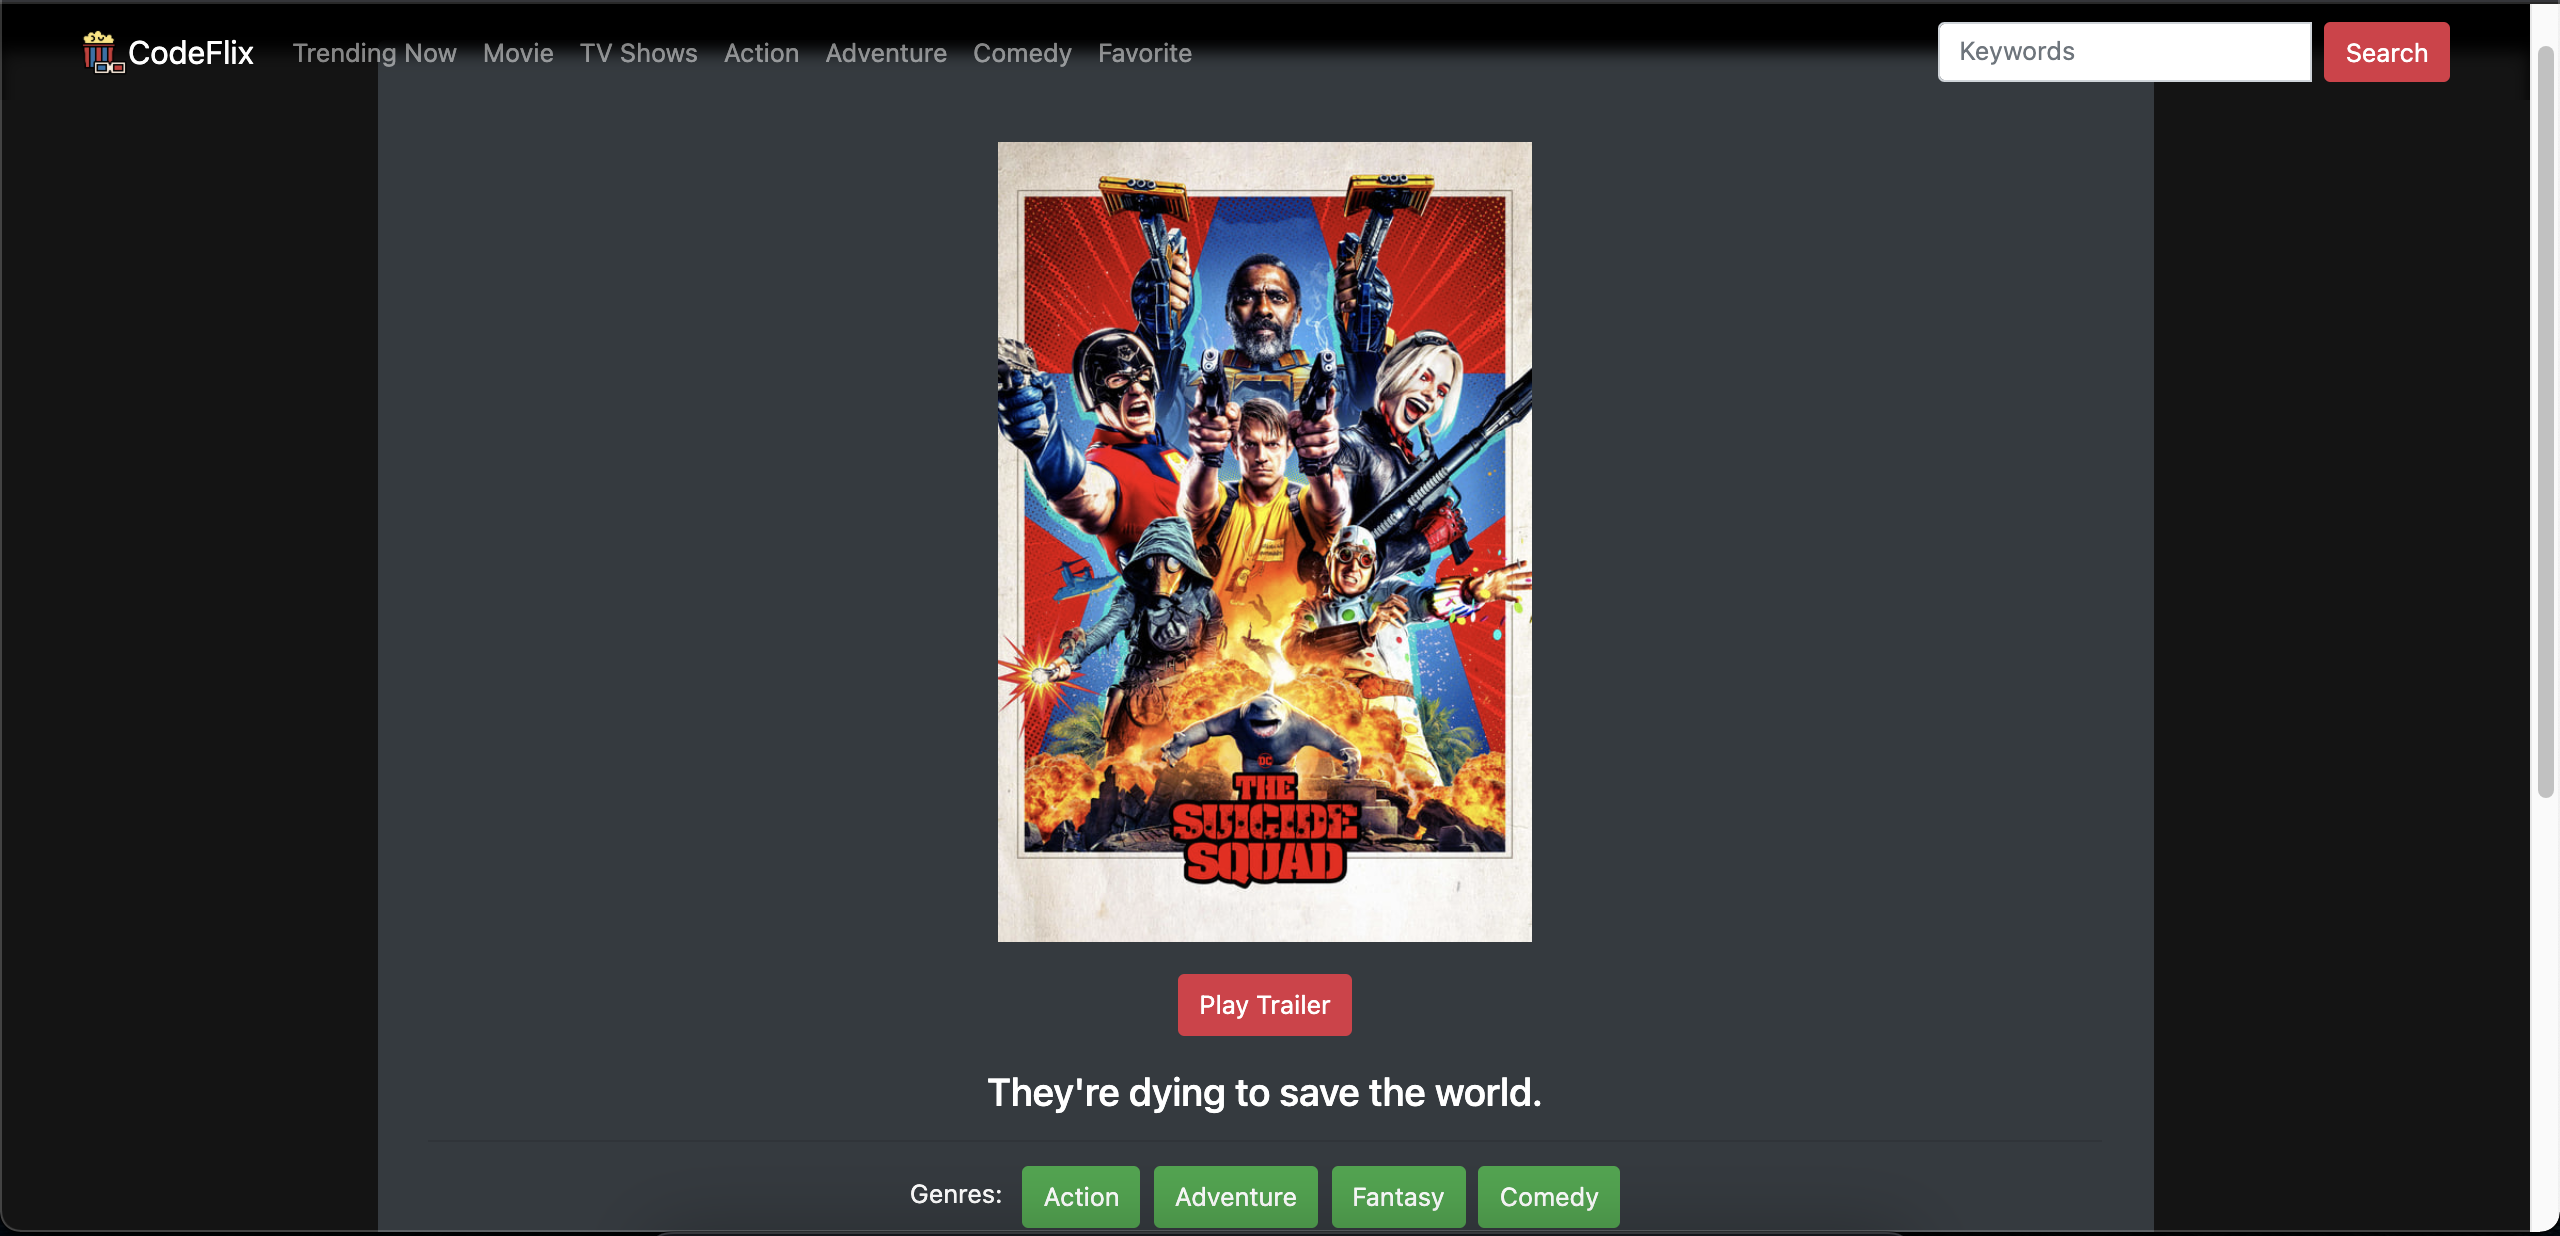 CodeFlix Trending Now Movie TV Shows Action Adventure Comedy Favorite Keywords Search
DC
THE
SUICIDE
SQUAD
Play Trailer
They're dying to save the world.
Genres: Action Adventure Fantasy Comedy